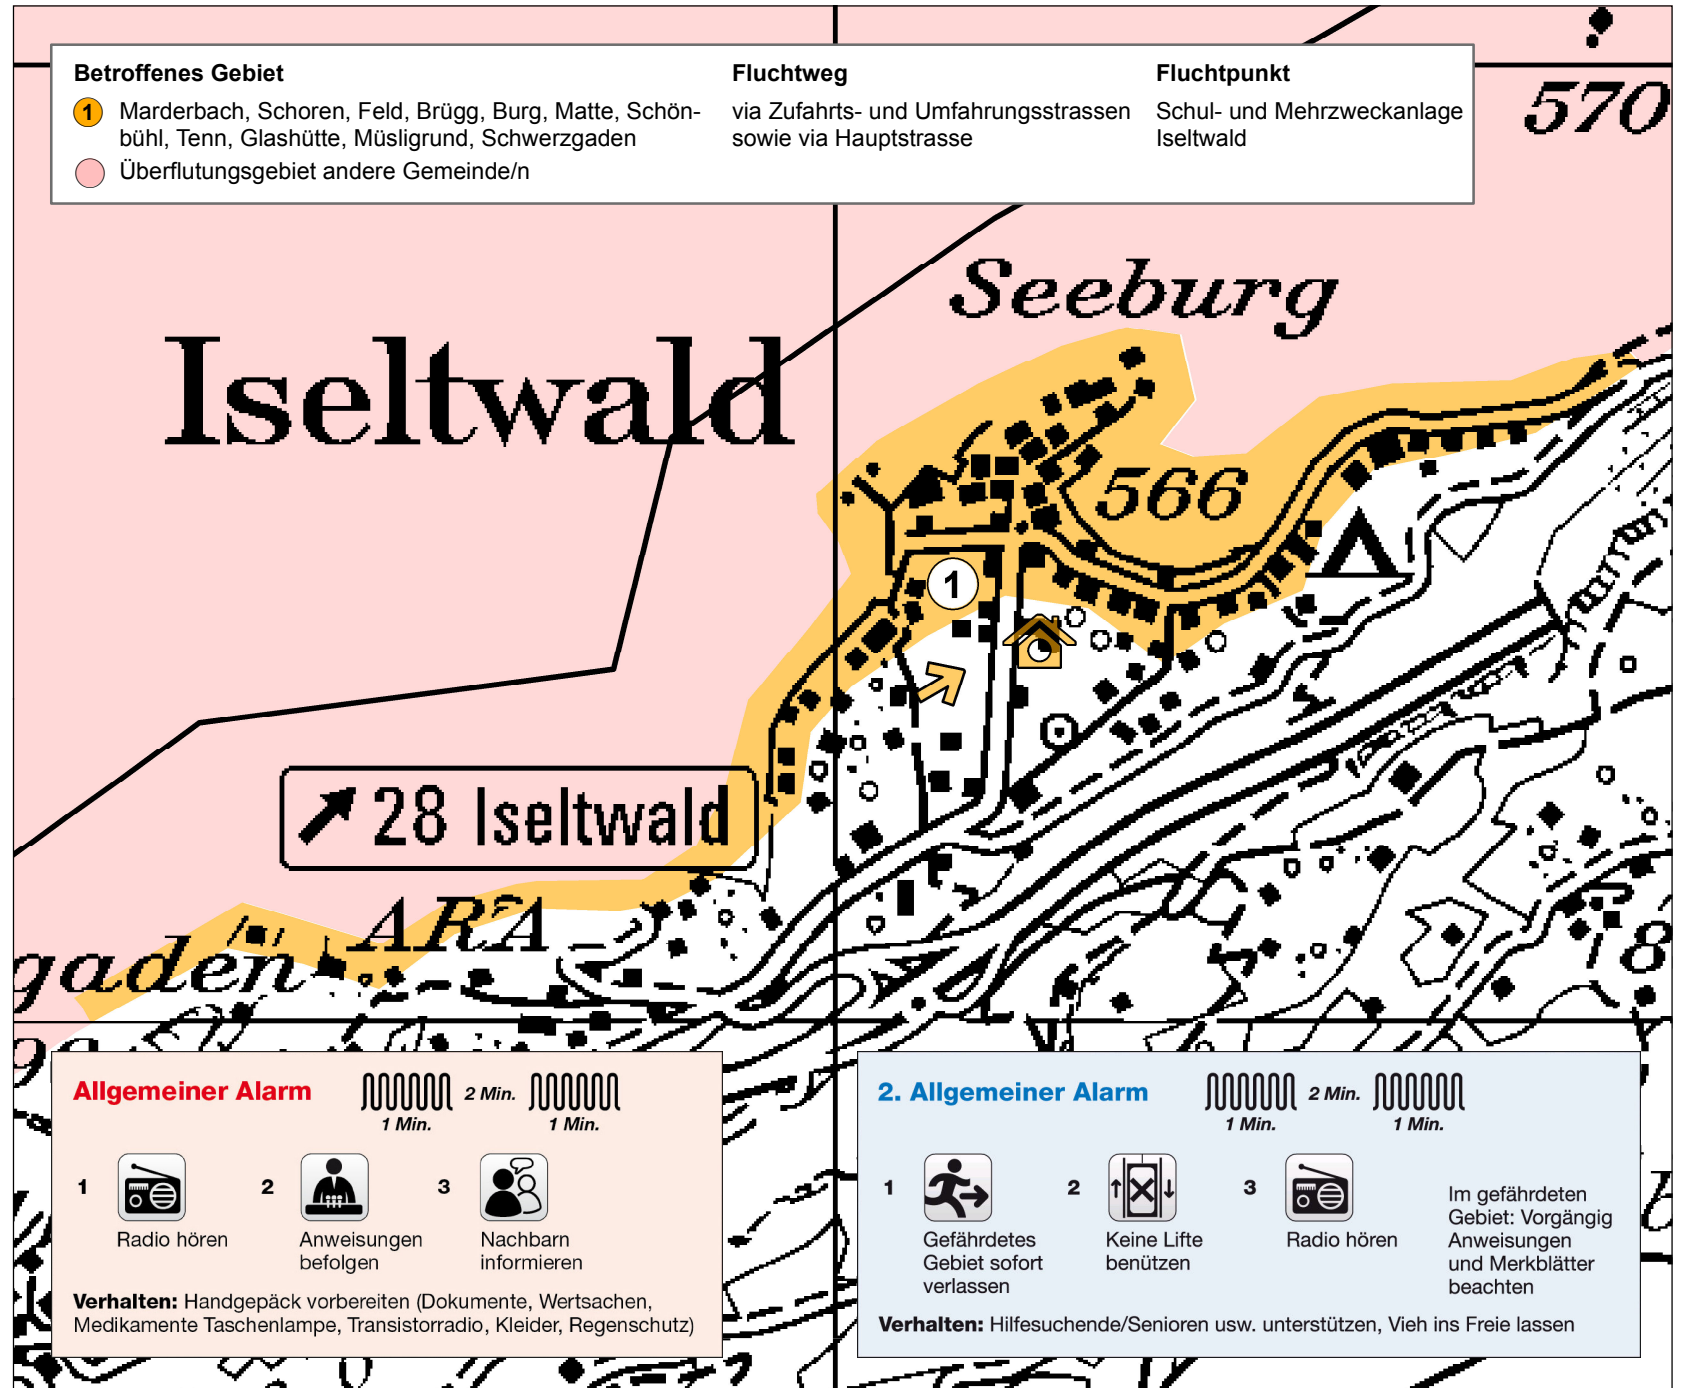 Betroffenes Gebiet
Fluchtweg
Fluchtpunkt
1 Marderbach, Schoren, Feld, Brügg, Burg, Matte, Schön-
bühl, Tenn, Glashütte, Müsligrund, Schwerzgaden
via Zufahrts- und Umfahrungsstrassen
sowie via Hauptstrasse
Schul- und Mehrzweckanlage
Iseltwald
Überflutungsgebiet andere Gemeinde/n
570
Seeburg
Iseltwald
566
1
28 Iseltwald
ARA
gaden
8
Allgemeiner Alarm
2 Min.
1 Min.
1 Min.
1
2
3
Radio hören
Anweisungen
befolgen
Nachbarn
informieren
Verhalten: Handgepäck vorbereiten (Dokumente, Wertsachen,
Medikamente Taschenlampe, Transistorradio, Kleider, Regenschutz)
2. Allgemeiner Alarm
2 Min.
1 Min.
1 Min.
1
2
3
Gefährdetes
Gebiet sofort
verlassen
Keine Lifte
benützen
Radio hören
Im gefährdeten
Gebiet: Vorgängig
Anweisungen
und Merkblätter
beachten
Verhalten: Hilfesuchende/Senioren usw. unterstützen, Vieh ins Freie lassen